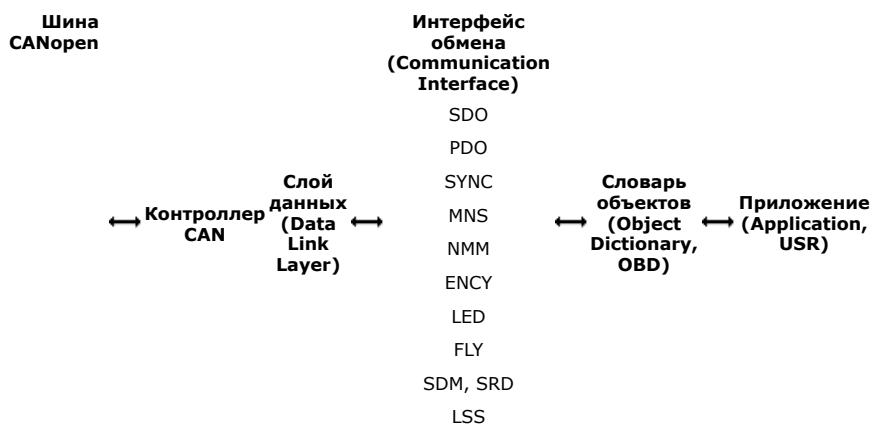 Шина
CANopen
Интерфейс
обмена
(Communication
Interface)
SDO
PDO
SYNC
MNS
NMM
ENCY
LED
FLY
SDM, SRD
LSS
Контроллер
CAN
Слой
данных
(Data
Link
Layer)
Словарь
объектов
(Object
Dictionary,
OBD)
Приложение
(Application,
USR)